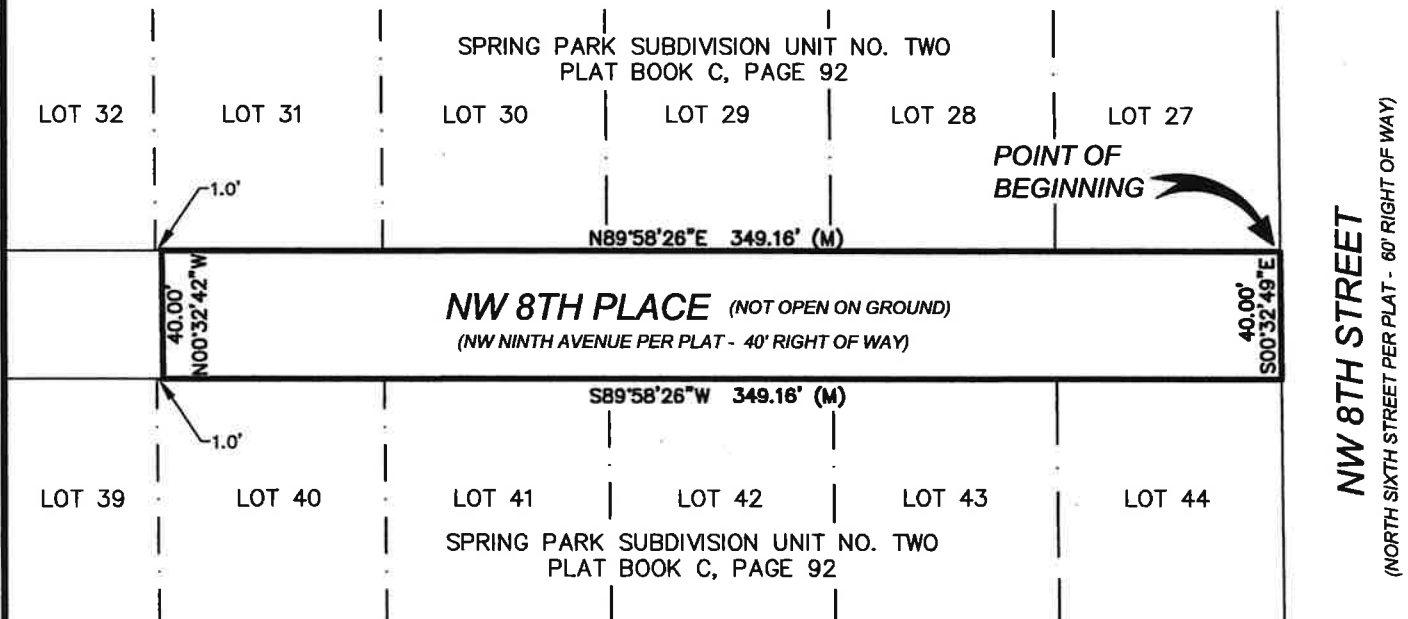 SPRING PARK SUBDIVISION UNIT NO. TWO
PLAT BOOK C, PAGE 92
LOT 32
LOT 31
LOT 30
LOT 29
LOT 28
LOT 27
POINT OF
BEGINNING
1.0'
N89°58'26"E 349.16' (M)
40.00'
N00°32'42"W
NW 8TH PLACE (NOT OPEN ON GROUND)
(NW NINTH AVENUE PER PLAT - 40' RIGHT OF WAY)
40.00'
S00°32'49"E
S89°58'26"W 349.16' (M)
1.0'
LOT 39
LOT 40
LOT 41
LOT 42
LOT 43
LOT 44
SPRING PARK SUBDIVISION UNIT NO. TWO
PLAT BOOK C, PAGE 92
NW 8TH STREET
(NORTH SIXTH STREET PER PLAT - 60' RIGHT OF WAY)